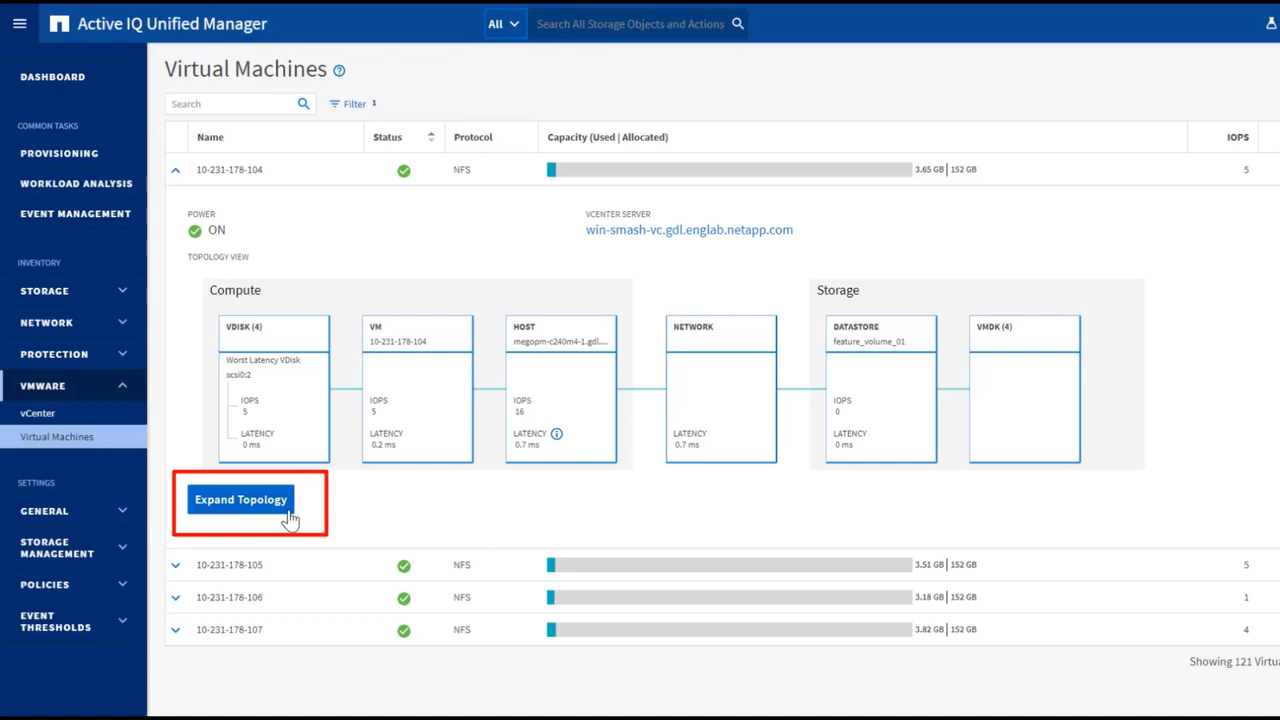 Active IQ Unified Manager
All
Search All Storage Objects and Actions
DASHBOARD
COMMON TASKS
PROVISIONING
WORKLOAD ANALYSIS
EVENT MANAGEMENT
INVENTORY
STORAGE
NETWORK
PROTECTION
VMWARE
vCenter
Virtual Machines
SETTINGS
GENERAL
STORAGE
MANAGEMENT
POLICIES
EVENT
THRESHOLDS
Virtual Machines
Search
Filter 1
Name Status Protocol Capacity (Used | Allocated) IOPS
10-231-178-104 NFS 3.65 GB | 152 GB 5
POWER
ON
VCENTER SERVER
win-smash-vc.gdl.englab.netapp.com
TOPOLOGY VIEW
Compute
VDISK (4)
Worst Latency VDisk
scsi0:2
IOPS
5
LATENCY
0 ms
VM
10-231-178-104
IOPS
5
LATENCY
0.2 ms
HOST
megopm-c240m4-1.gdl....
IOPS
16
LATENCY
0.7 ms
NETWORK
LATENCY
0.7 ms
Storage
DATASTORE
feature_volume_01
IOPS
0
LATENCY
0 ms
VMDK (4)
Expand Topology
10-231-178-105 NFS 3.51 GB | 152 GB 5
10-231-178-106 NFS 3.18 GB | 152 GB 1
10-231-178-107 NFS 3.82 GB | 152 GB 4
Showing 121 Virtu